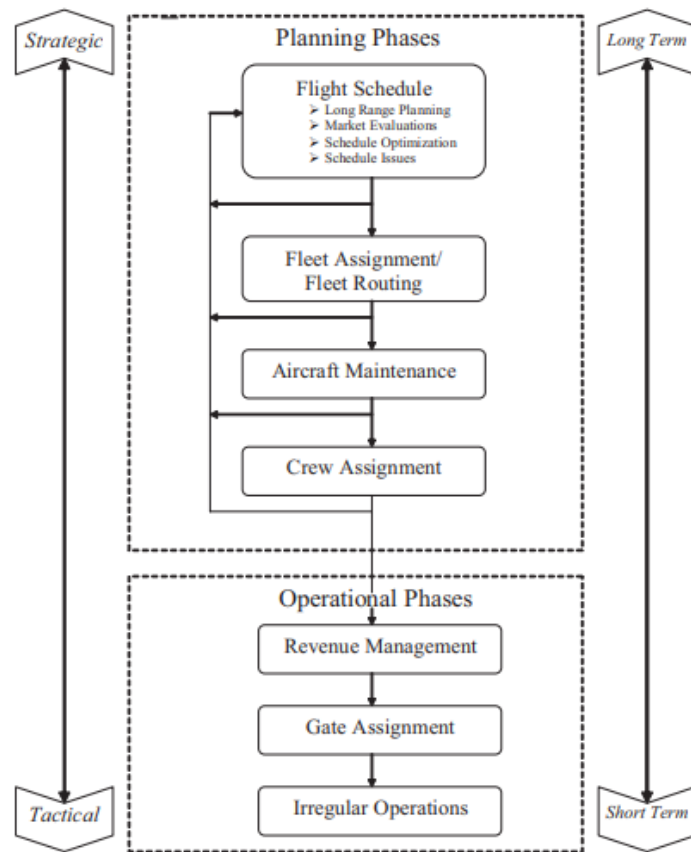 Strategic
Planning Phases
Long Term
Flight Schedule
➢ Long Range Planning
➢ Market Evaluations
➢ Schedule Optimization
➢ Schedule Issues
Fleet Assignment/
Fleet Routing
Aircraft Maintenance
Crew Assignment
Operational Phases
Revenue Management
Gate Assignment
Irregular Operations
Tactical
Short Term